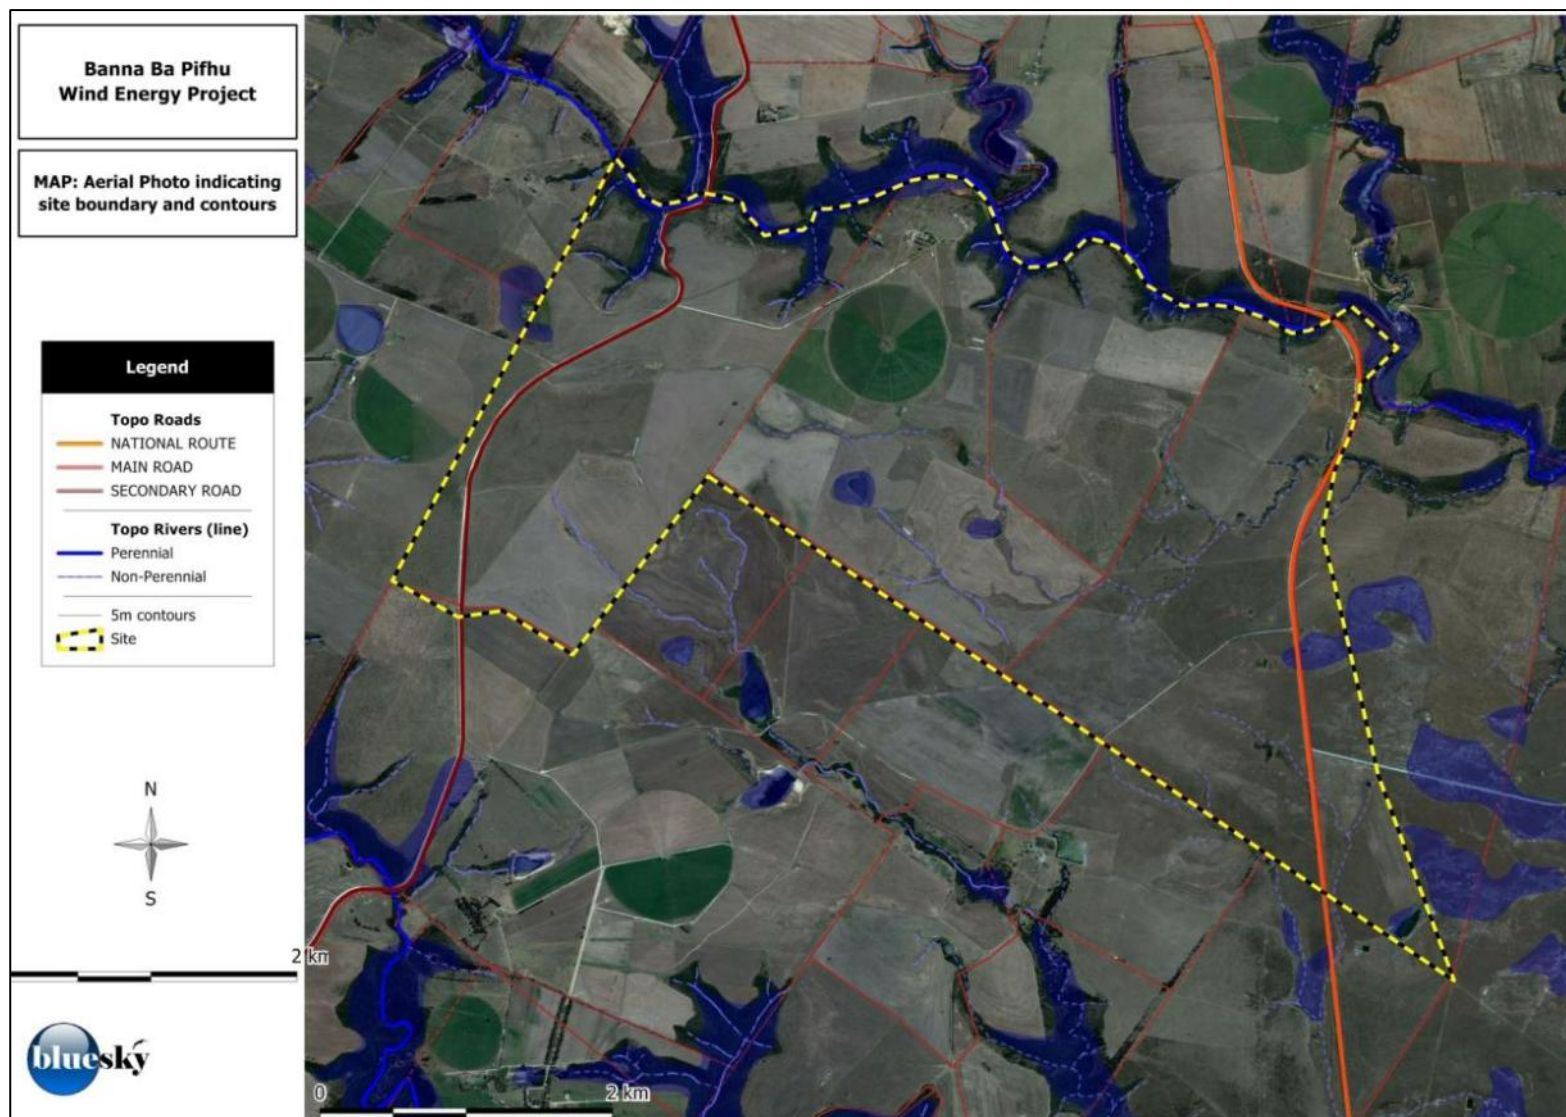 Banna Ba Pifhu
Wind Energy Project
MAP: Aerial Photo indicating
site boundary and contours
Legend
Topo Roads
NATIONAL ROUTE
MAIN ROAD
SECONDARY ROAD
Topo Rivers (line)
Perennial
Non-Perennial
5m contours
Site
N
S
2 km
bluesky
0
2 km